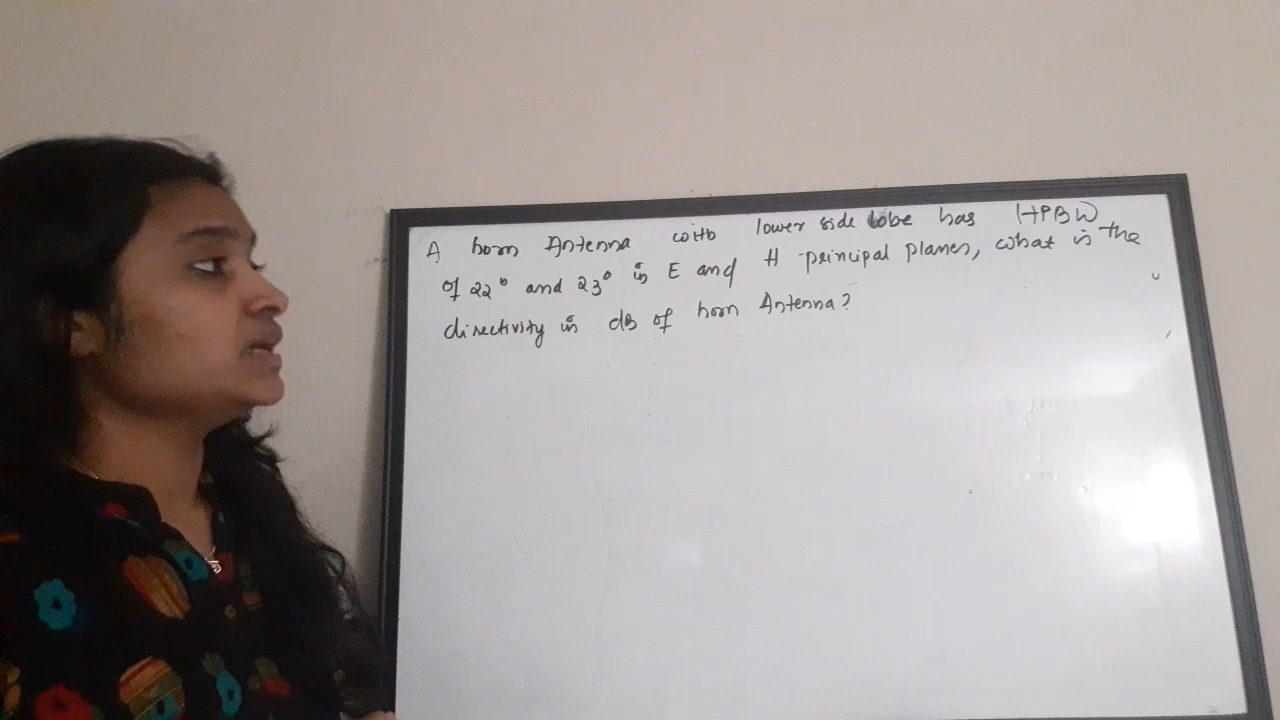 A horn Antenna with lower side lobe has HPBW
of 22° and 23° in E and H principal planes, what is the
directivity in dB of horn Antenna?